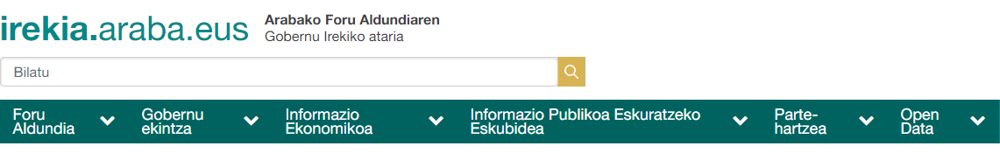 irekia.araba.eus
Arabako Foru Aldundiaren
Gobernu Irekiko ataria
Bilatu
Foru
Aldundia
Gobernu
ekintza
Informazio
Ekonomikoa
Informazio Publikoa Eskuratzeko
Eskubidea
Parte-
hartzea
Open
Data